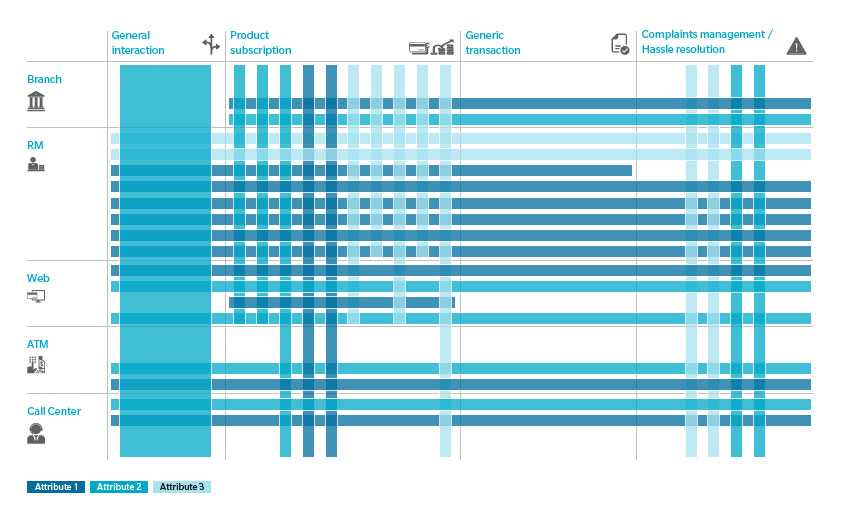 General
interaction
Product
subscription
Generic
transaction
Complaints management /
Hassle resolution
Branch
RM
Web
ATM
Call Center
Attribute 1
Attribute 2
Attribute 3